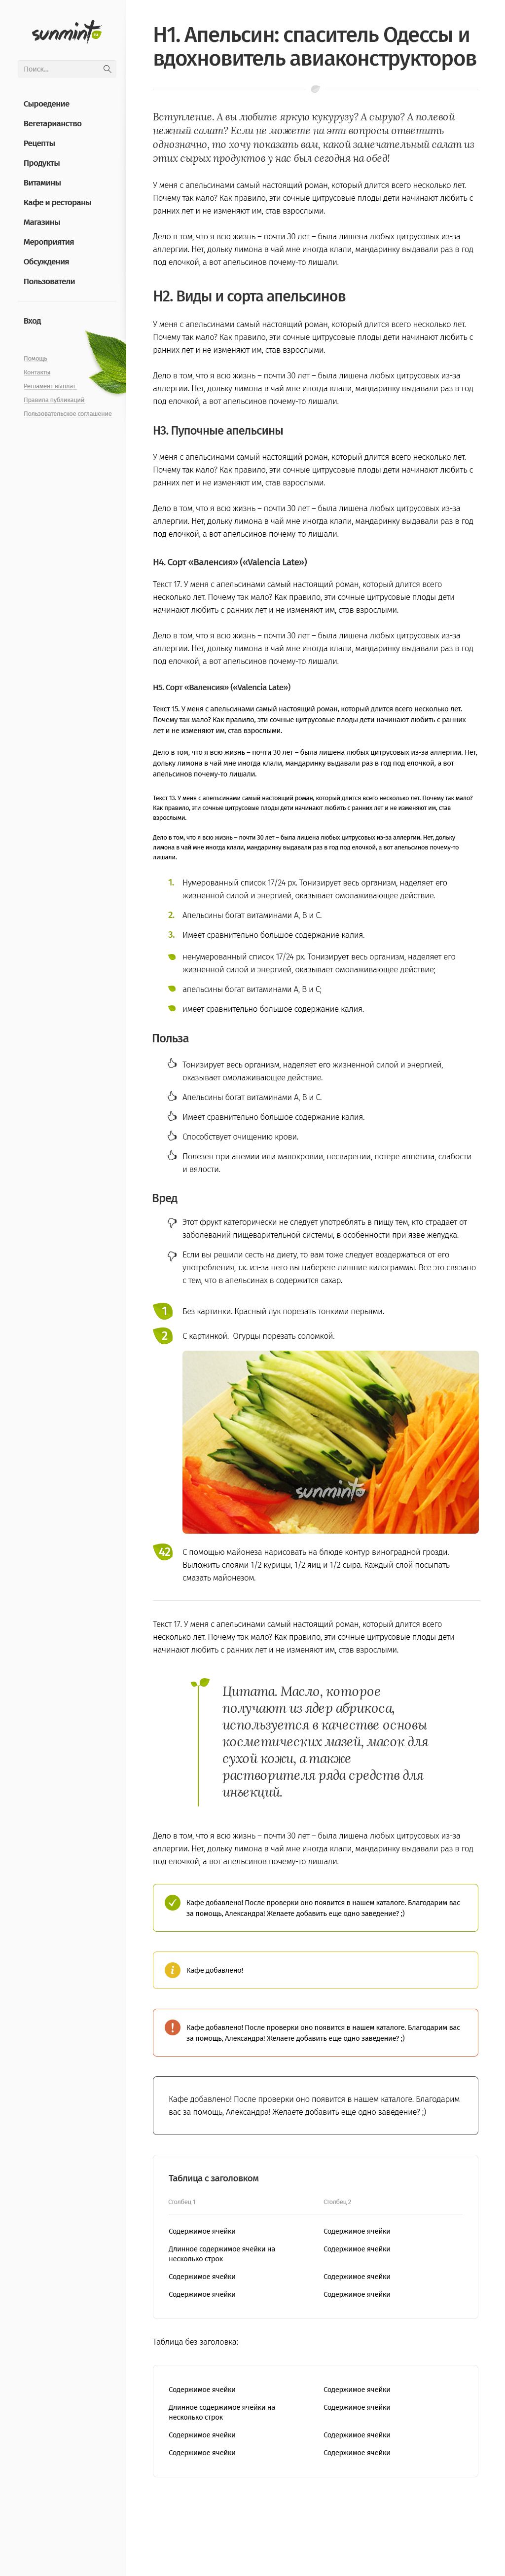 sunmint
Поиск...
Сыроедение
Вегетарианство
Рецепты
Продукты
Витамины
Кафе и рестораны
Магазины
Мероприятия
Обсуждения
Пользователи
Вход
Помощь
Контакты
Регламент выплат
Правила публикаций
Пользовательское соглашение
H1. Апельсин: спаситель Одессы и
вдохновитель авиаконструкторов
Вступление. А вы любите яркую кукурузу? А сырую? А полевой
нежный салат? Если не можете на эти вопросы ответить
однозначно, то хочу показать вам, какой замечательный салат из
этих сырых продуктов у нас был сегодня на обед!
У меня с апельсинами самый настоящий роман, который длится всего несколько лет.
Почему так мало? Как правило, эти сочные цитрусовые плоды дети начинают любить с
ранних лет и не изменяют им, став взрослыми.
Дело в том, что я всю жизнь – почти 30 лет – была лишена любых цитрусовых из-за
аллергии. Нет, дольку лимона в чай мне иногда клали, мандаринку выдавали раз в год
под елочкой, а вот апельсинов почему-то лишали.
H2. Виды и сорта апельсинов
У меня с апельсинами самый настоящий роман, который длится всего несколько лет.
Почему так мало? Как правило, эти сочные цитрусовые плоды дети начинают любить с
ранних лет и не изменяют им, став взрослыми.
Дело в том, что я всю жизнь – почти 30 лет – была лишена любых цитрусовых из-за
аллергии. Нет, дольку лимона в чай мне иногда клали, мандаринку выдавали раз в год
под елочкой, а вот апельсинов почему-то лишали.
H3. Пупочные апельсины
У меня с апельсинами самый настоящий роман, который длится всего несколько лет.
Почему так мало? Как правило, эти сочные цитрусовые плоды дети начинают любить с
ранних лет и не изменяют им, став взрослыми.
Дело в том, что я всю жизнь – почти 30 лет – была лишена любых цитрусовых из-за
аллергии. Нет, дольку лимона в чай мне иногда клали, мандаринку выдавали раз в год
под елочкой, а вот апельсинов почему-то лишали.
H4. Сорт «Валенсия» («Valencia Late»)
Текст 17. У меня с апельсинами самый настоящий роман, который длится всего
несколько лет. Почему так мало? Как правило, эти сочные цитрусовые плоды дети
начинают любить с ранних лет и не изменяют им, став взрослыми.
Дело в том, что я всю жизнь – почти 30 лет – была лишена любых цитрусовых из-за
аллергии. Нет, дольку лимона в чай мне иногда клали, мандаринку выдавали раз в год
под елочкой, а вот апельсинов почему-то лишали.
H5. Сорт «Валенсия» («Valencia Late»)
Текст 15. У меня с апельсинами самый настоящий роман, который длится всего несколько лет.
Почему так мало? Как правило, эти сочные цитрусовые плоды дети начинают любить с ранних
лет и не изменяют им, став взрослыми.
Дело в том, что я всю жизнь – почти 30 лет – была лишена любых цитрусовых из-за аллергии. Нет,
дольку лимона в чай мне иногда клали, мандаринку выдавали раз в год под елочкой, а вот
апельсинов почему-то лишали.
Текст 13. У меня с апельсинами самый настоящий роман, который длится всего несколько лет. Почему так мало?
Как правило, эти сочные цитрусовые плоды дети начинают любить с ранних лет и не изменяют им, став
взрослыми.
Дело в том, что я всю жизнь – почти 30 лет – была лишена любых цитрусовых из-за аллергии. Нет, дольку
лимона в чай мне иногда клали, мандаринку выдавали раз в год под елочкой, а вот апельсинов почему-то
лишали.
1. Нумерованный список 17/24 px. Тонизирует весь организм, наделяет его
жизненной силой и энергией, оказывает омолаживающее действие.
2. Апельсины богат витаминами А, В и С.
3. Имеет сравнительно большое содержание калия.
ненумерованный список 17/24 px. Тонизирует весь организм, наделяет его
жизненной силой и энергией, оказывает омолаживающее действие;
апельсины богат витаминами А, В и С;
имеет сравнительно большое содержание калия.
Польза
Тонизирует весь организм, наделяет его жизненной силой и энергией,
оказывает омолаживающее действие.
Апельсины богат витаминами А, В и С.
Имеет сравнительно большое содержание калия.
Способствует очищению крови.
Полезен при анемии или малокровии, несварении, потере аппетита, слабости
и вялости.
Вред
Этот фрукт категорически не следует употреблять в пищу тем, кто страдает от
заболеваний пищеварительной системы, в особенности при язве желудка.
Если вы решили сесть на диету, то вам тоже следует воздержаться от его
употребления, т.к. из-за него вы наберете лишние килограммы. Все это связано
с тем, что в апельсинах в содержится сахар.
1 Без картинки. Красный лук порезать тонкими перьями.
2 С картинкой. Огурцы порезать соломкой.
sunmint
42 С помощью майонеза нарисовать на блюде контур виноградной грозди.
Выложить слоями 1/2 курицы, 1/2 яиц и 1/2 сыра. Каждый слой посыпать
смазать майонезом.
Текст 17. У меня с апельсинами самый настоящий роман, который длится всего
несколько лет. Почему так мало? Как правило, эти сочные цитрусовые плоды дети
начинают любить с ранних лет и не изменяют им, став взрослыми.
Цитата. Масло, которое
получают из ядер абрикоса,
используется в качестве основы
косметических мазей, масок для
сухой кожи, а также
растворителя ряда средств для
инъекций.
Дело в том, что я всю жизнь – почти 30 лет – была лишена любых цитрусовых из-за
аллергии. Нет, дольку лимона в чай мне иногда клали, мандаринку выдавали раз в год
под елочкой, а вот апельсинов почему-то лишали.
Кафе добавлено! После проверки оно появится в нашем каталоге. Благодарим вас
за помощь, Александра! Желаете добавить еще одно заведение? ;)
Кафе добавлено!
Кафе добавлено! После проверки оно появится в нашем каталоге. Благодарим вас
за помощь, Александра! Желаете добавить еще одно заведение? ;)
Кафе добавлено! После проверки оно появится в нашем каталоге. Благодарим
вас за помощь, Александра! Желаете добавить еще одно заведение? ;)
Таблица с заголовком
Столбец 1 Столбец 2
Содержимое ячейки Содержимое ячейки
Длинное содержимое ячейки на Содержимое ячейки
несколько строк
Содержимое ячейки Содержимое ячейки
Содержимое ячейки Содержимое ячейки
Таблица без заголовка:
Содержимое ячейки Содержимое ячейки
Длинное содержимое ячейки на Содержимое ячейки
несколько строк
Содержимое ячейки Содержимое ячейки
Содержимое ячейки Содержимое ячейки